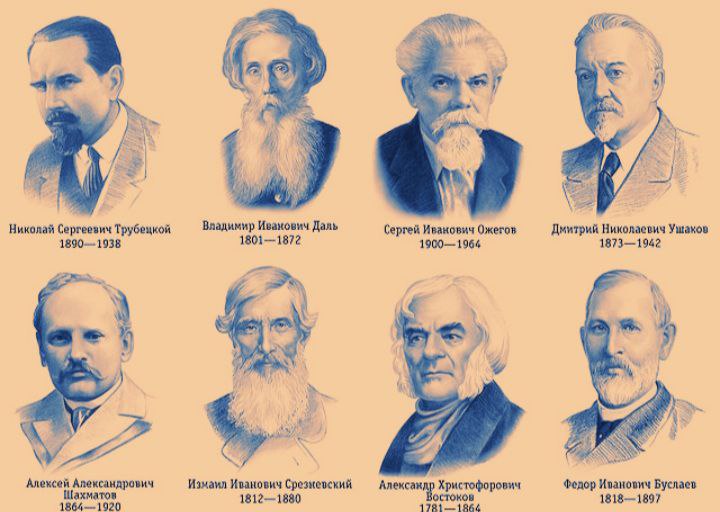 Николай Сергеевич Трубецкой
1890—1938
Владимир Иванович Даль
1801—1872
Сергей Иванович Ожегов
1900—1964
Дмитрий Николаевич Ушаков
1873—1942
Алексей Александрович
Шахматов
1864—1920
Измаил Иванович Срезневский
1812—1880
Александр Христофорович
Востоков
1781—1864
Федор Иванович Буслаев
1818—1897